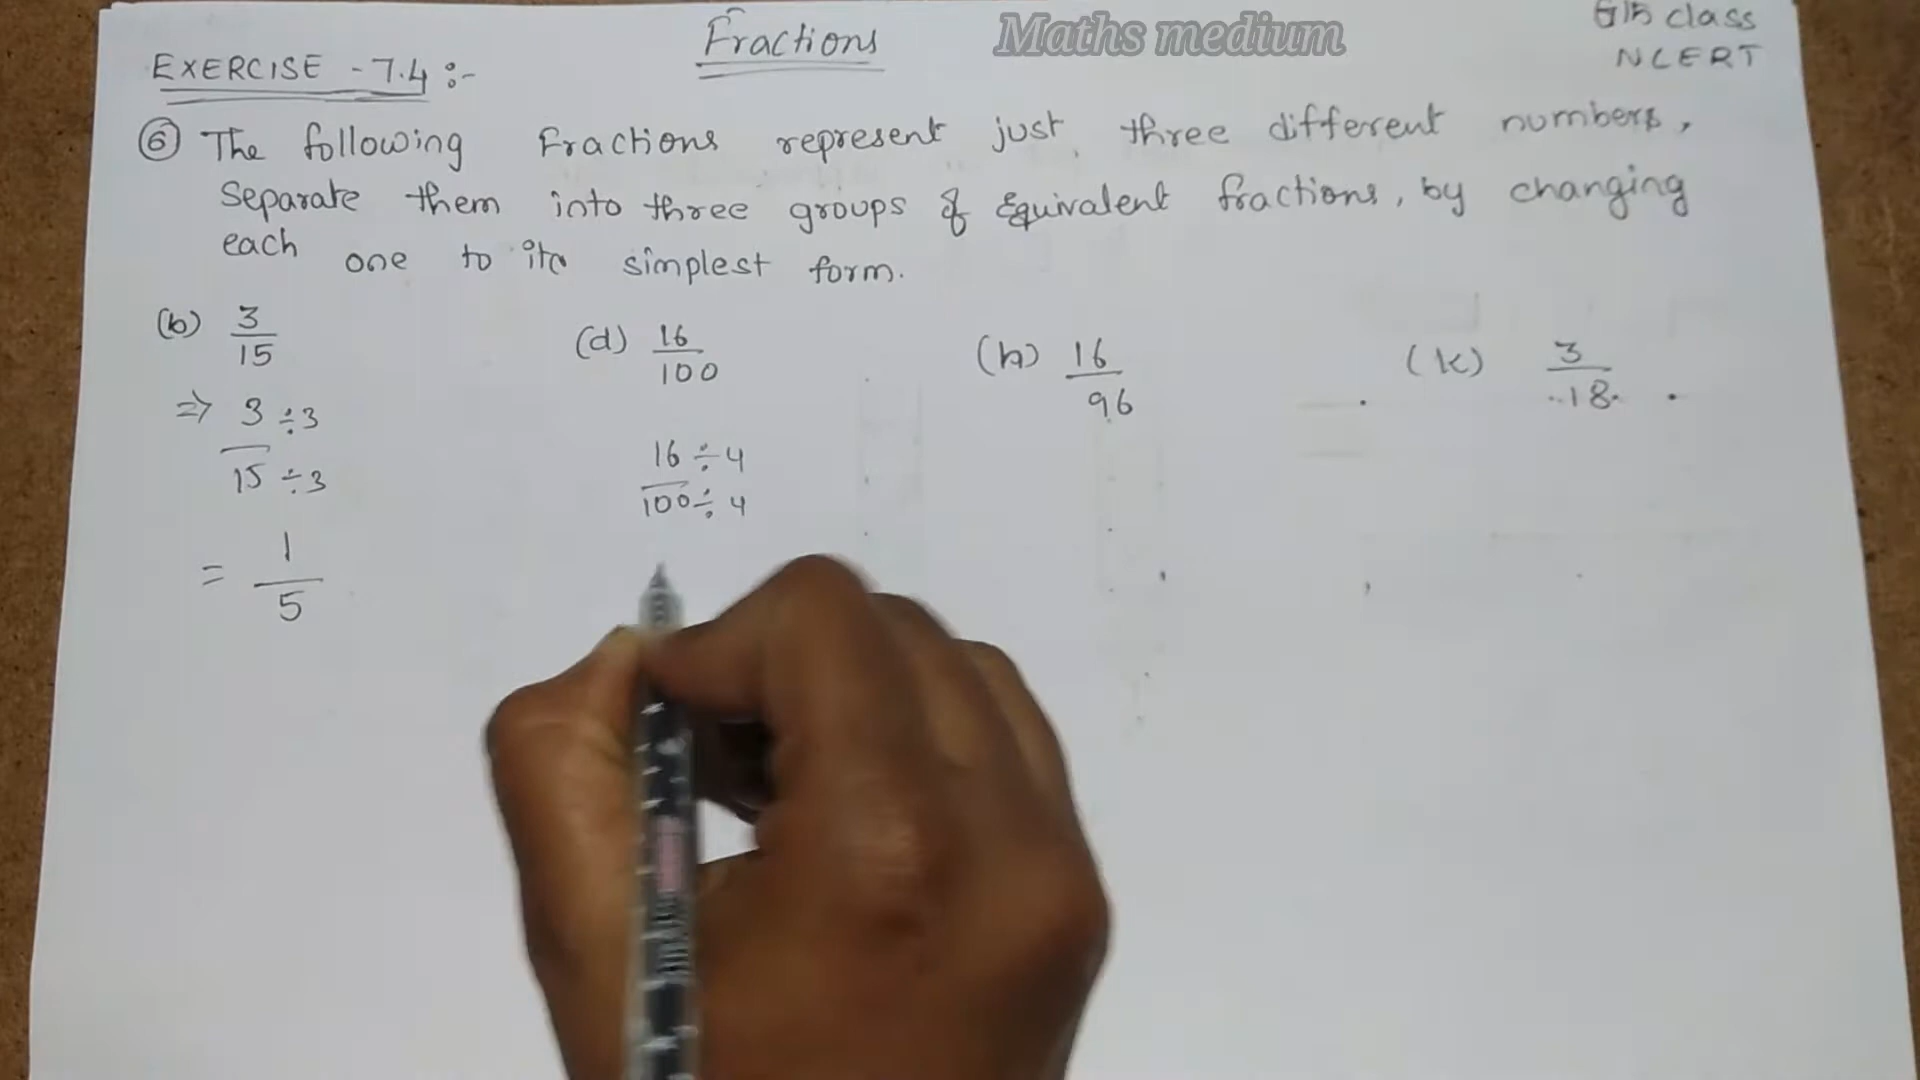 Fractions
Maths medium
6th class
NCERT
EXERCISE - 7.4 :-
⑥ The following Fractions represent just three different numbers,
Separate them into three groups of Equivalent fractions, by changing
each one to its simplest form.
(b) 3/15
(d) 16/100
(h) 16/96
(k) 3/18
⇒ 3 ÷3
15 ÷3
16 ÷ 4
100 ÷ 4
= 1/5